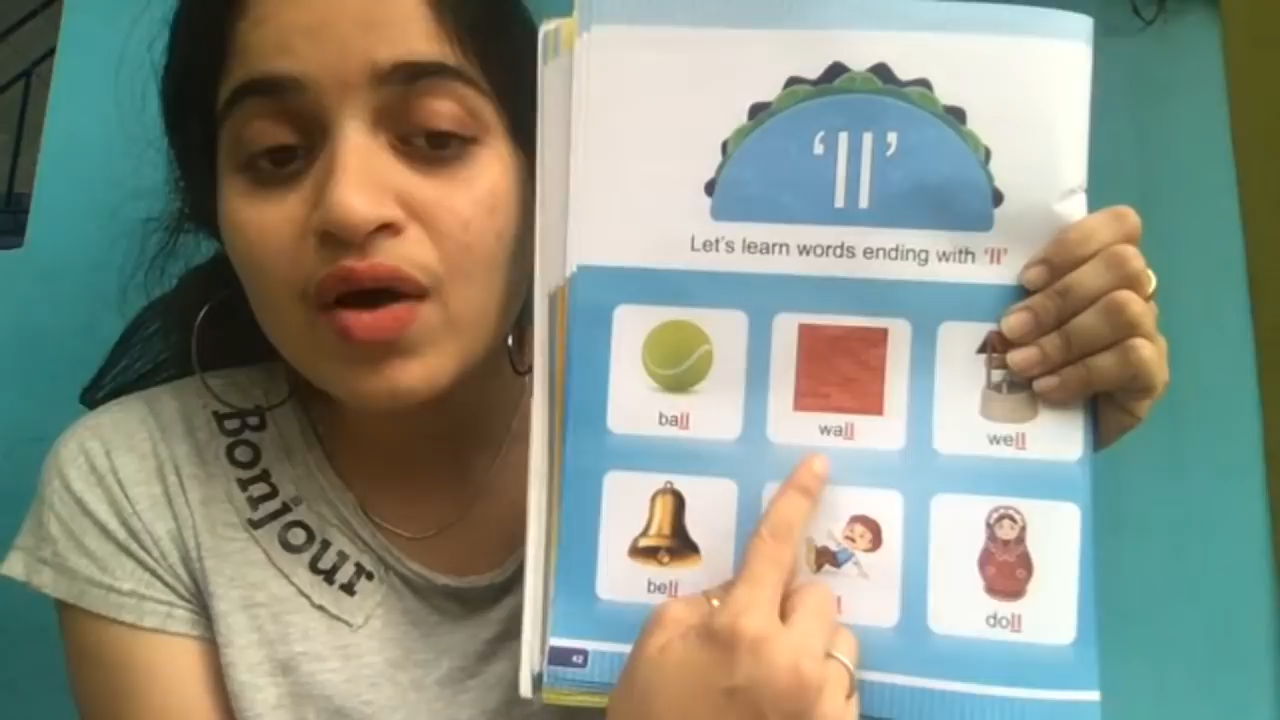 'll'
Let's learn words ending with 'll'
ball wall well
bell doll
42
Bonjour